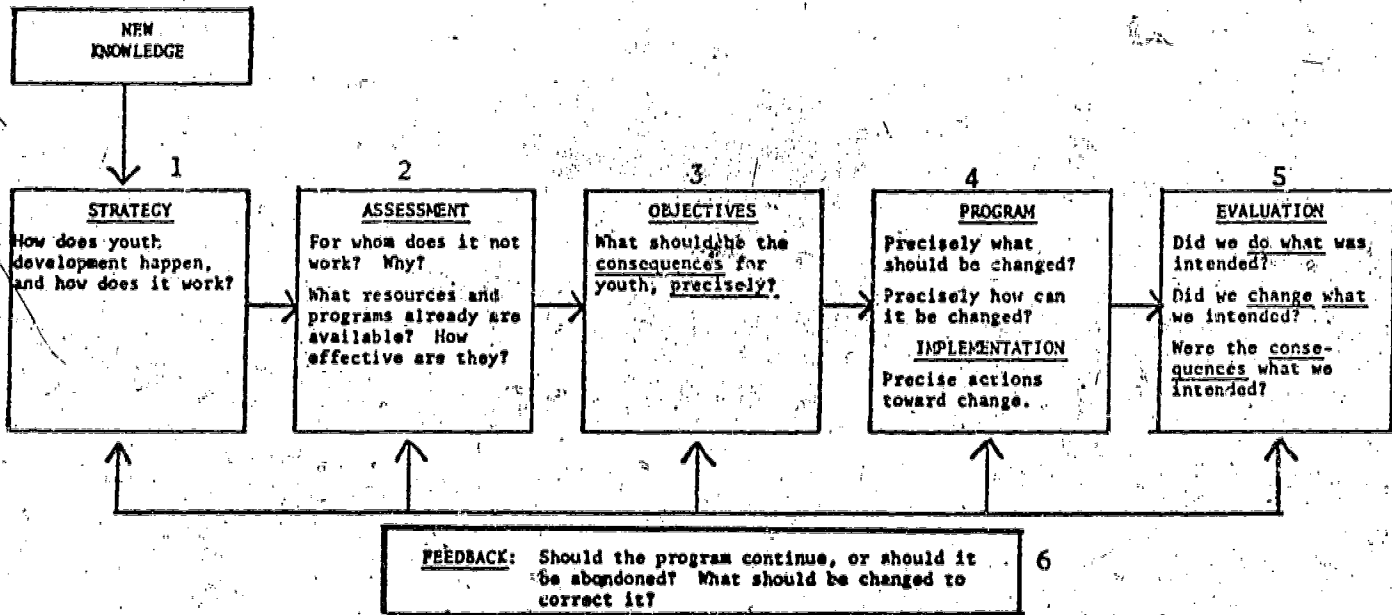 NEW
KNOWLEDGE
1
STRATEGY
How does youth
development happen,
and how does it work?
2
ASSESSMENT
For whom does it not
work? Why?
What resources and
programs already are
available? How
effective are they?
3
OBJECTIVES
What should be the
consequences for
youth, precisely?
4
PROGRAM
Precisely what
should be changed?
Precisely how can
it be changed?
IMPLEMENTATION
Precise actions
toward change.
5
EVALUATION
Did we do what was
intended?
Did we change what
we intended?
Were the conse-
quences what we
intended?
FEEDBACK: Should the program continue, or should it
be abandoned? What should be changed to
correct it?
6